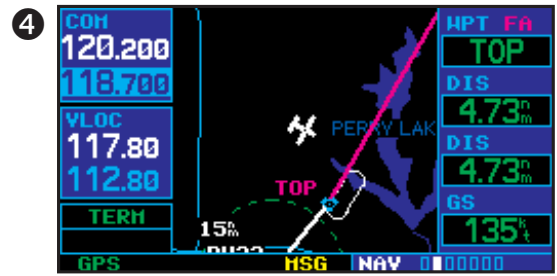 4
COM
120.200
118.700
VLOC
117.80
112.80
TERM
GPS
PERRY LAK
TOP
15nm
MSG
NAV
WPT FA
TOP
DIS
4.73nm
DIS
4.73nm
GS
135kt